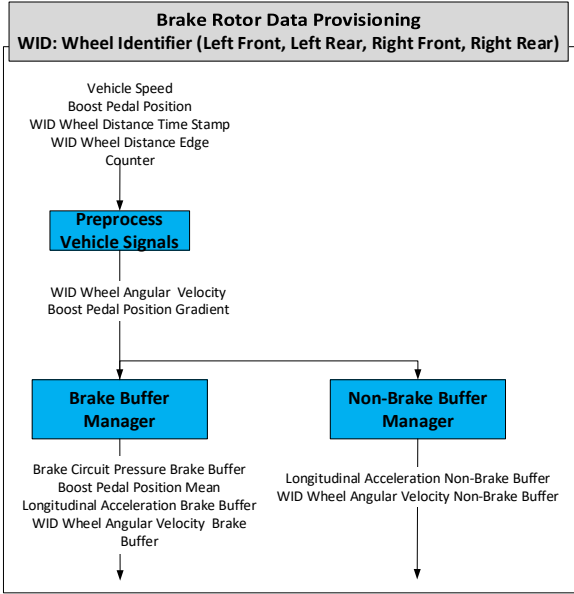 Brake Rotor Data Provisioning
WID: Wheel Identifier (Left Front, Left Rear, Right Front, Right Rear)
Vehicle Speed
Boost Pedal Position
WID Wheel Distance Time Stamp
WID Wheel Distance Edge
Counter
Preprocess
Vehicle Signals
WID Wheel Angular Velocity
Boost Pedal Position Gradient
Brake Buffer
Manager
Non-Brake Buffer
Manager
Brake Circuit Pressure Brake Buffer
Boost Pedal Position Mean
Longitudinal Acceleration Brake Buffer
WID Wheel Angular Velocity Brake
Buffer
Longitudinal Acceleration Non-Brake Buffer
WID Wheel Angular Velocity Non-Brake Buffer